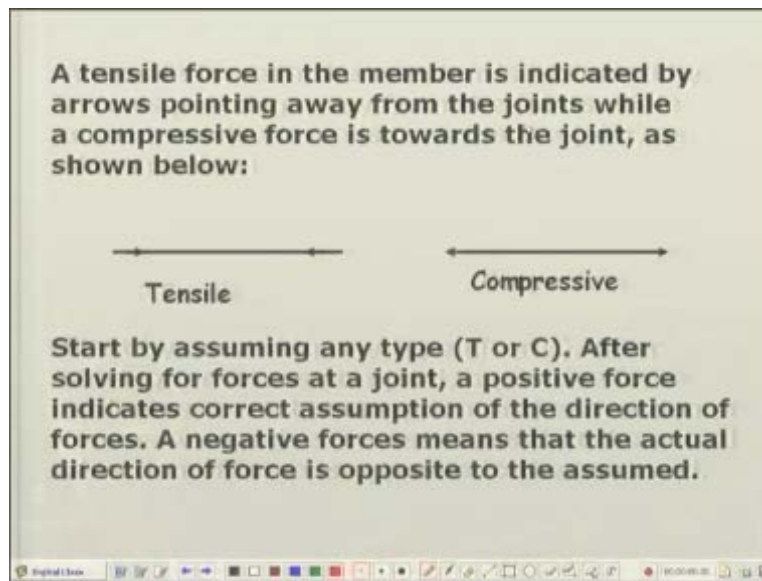 A tensile force in the member is indicated by
arrows pointing away from the joints while
a compressive force is towards the joint, as
shown below:
Tensile
Compressive
Start by assuming any type (T or C). After
solving for forces at a joint, a positive force
indicates correct assumption of the direction of
forces. A negative forces means that the actual
direction of force is opposite to the assumed.